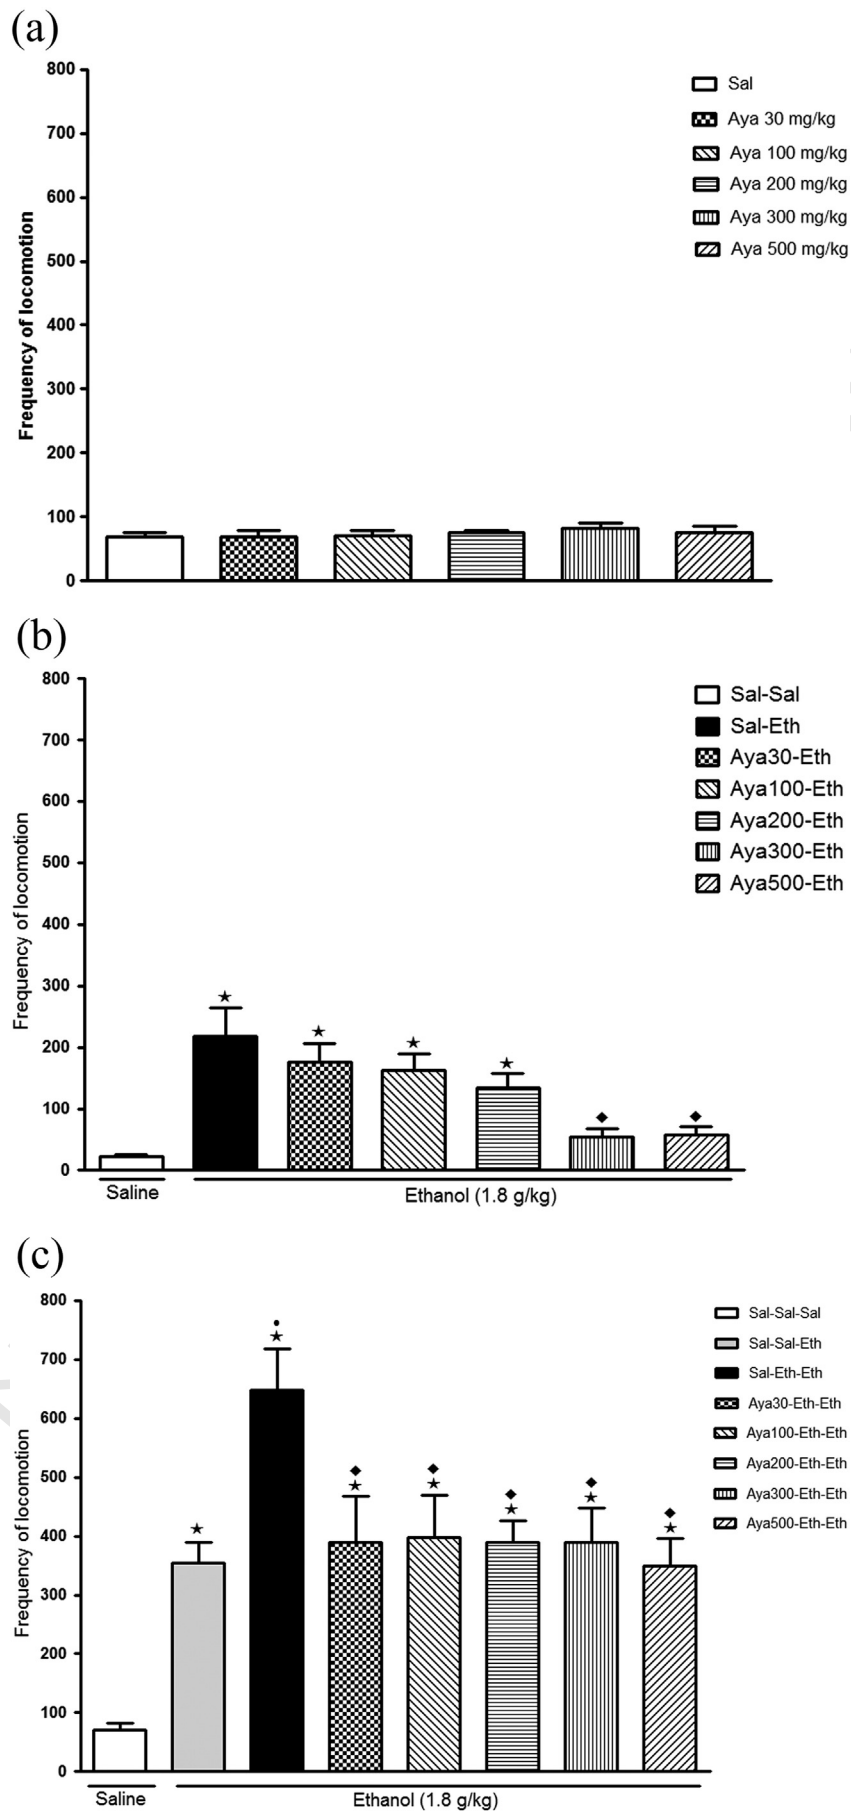 (a)
800
700
600
500
400
300
200
100
0
Frequency of locomotion
Sal
Aya 30 mg/kg
Aya 100 mg/kg
Aya 200 mg/kg
Aya 300 mg/kg
Aya 500 mg/kg
(b)
800
700
600
500
400
300
200
100
0
Frequency of locomotion
Sal-Sal
Sal-Eth
Aya30-Eth
Aya100-Eth
Aya200-Eth
Aya300-Eth
Aya500-Eth
Saline
Ethanol (1.8 g/kg)
(c)
800
700
600
500
400
300
200
100
0
Frequency of locomotion
Sal-Sal-Sal
Sal-Sal-Eth
Sal-Eth-Eth
Aya30-Eth-Eth
Aya100-Eth-Eth
Aya200-Eth-Eth
Aya300-Eth-Eth
Aya500-Eth-Eth
Saline
Ethanol (1.8 g/kg)